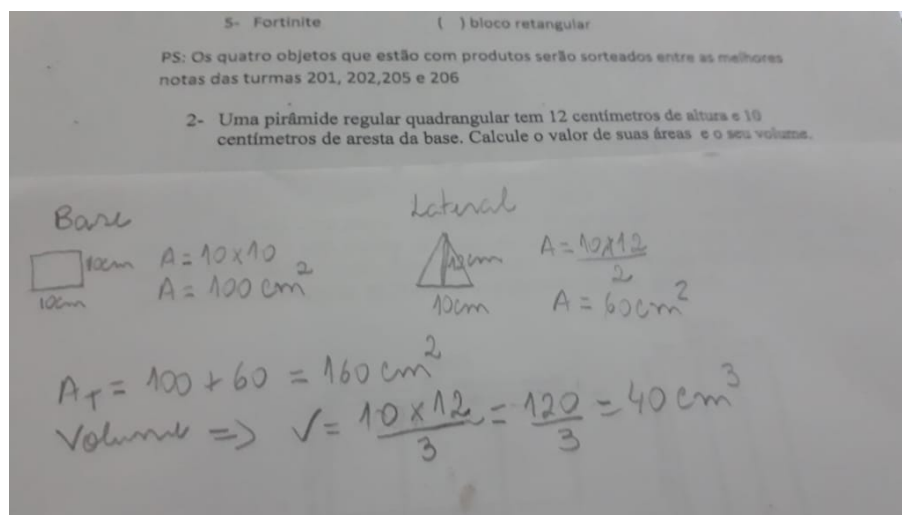 5- Fortinite ( ) bloco retangular
PS: Os quatro objetos que estão com produtos serão sorteados entre as melhores
notas das turmas 201, 202,205 e 206
2- Uma pirâmide regular quadrangular tem 12 centímetros de altura e 10
centímetros de aresta da base. Calcule o valor de suas áreas e o seu volume.
Base
10cm
10cm
A = 10 x 10
A = 100 cm²
Lateral
12cm
10cm
A = 10x12/2
A = 60cm²
A_T = 100 + 60 = 160 cm²
Volume => V = 10 x 12/3 = 120/3 = 40 cm³